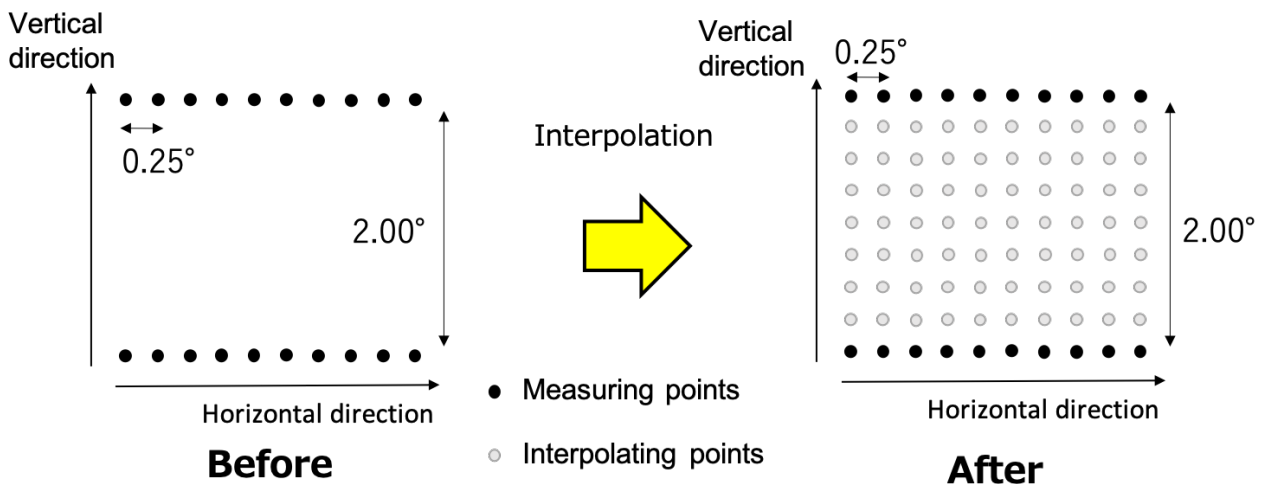 Vertical
direction
0.25°
2.00°
Horizontal direction
Before
Interpolation
Measuring points
Interpolating points
Vertical
direction
0.25°
2.00°
Horizontal direction
After